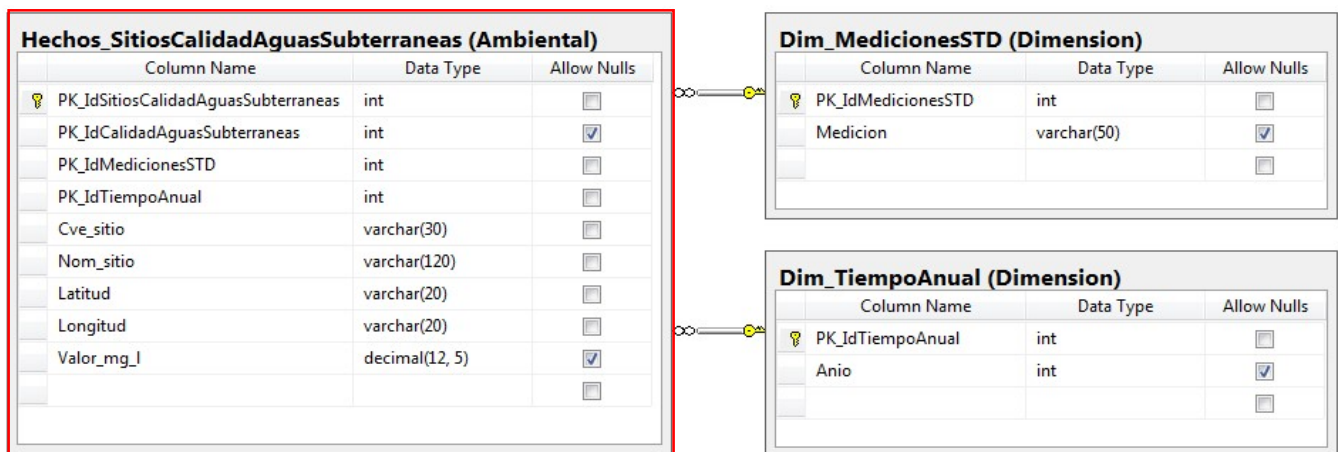 Hechos_SitiosCalidadAguasSubterraneas (Ambiental)
Column Name Data Type Allow Nulls
PK_IdSitiosCalidadAguasSubterraneas int
PK_IdCalidadAguasSubterraneas int
PK_IdMedicionesSTD int
PK_IdTiempoAnual int
Cve_sitio varchar(30)
Nom_sitio varchar(120)
Latitud varchar(20)
Longitud varchar(20)
Valor_mg_l decimal(12, 5)
Dim_MedicionesSTD (Dimension)
Column Name Data Type Allow Nulls
PK_IdMedicionesSTD int
Medicion varchar(50)
Dim_TiempoAnual (Dimension)
Column Name Data Type Allow Nulls
PK_IdTiempoAnual int
Anio int